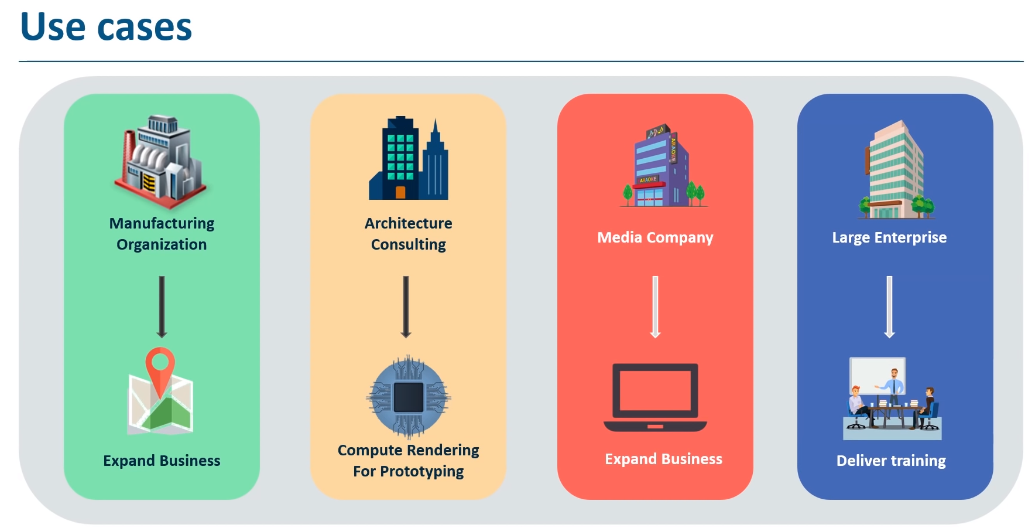 Use cases
Manufacturing
Organization
Expand Business
Architecture
Consulting
Compute Rendering
For Prototyping
Media Company
Expand Business
Large Enterprise
Deliver training